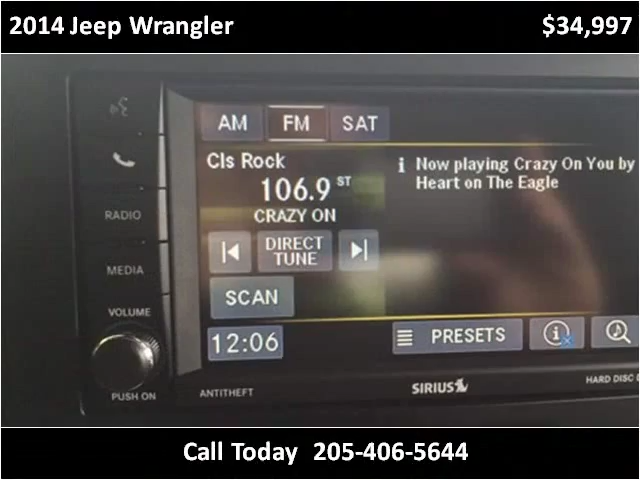 2014 Jeep Wrangler $34,997
AM FM SAT
Cls Rock
106.9 ST
CRAZY ON
Now playing Crazy On You by
Heart on The Eagle
RADIO
MEDIA
VOLUME
PUSH ON
DIRECT
TUNE
SCAN
12:06
PRESETS
ANTITHEFT
SIRIUS
HARD DISC
Call Today 205-406-5644